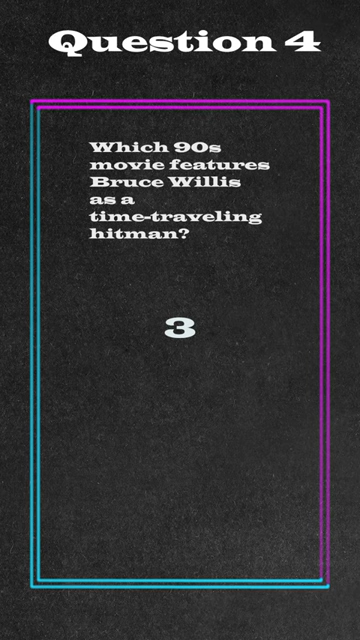 Question 4
Which 90s
movie features
Bruce Willis
as a
time-traveling
hitman?
3